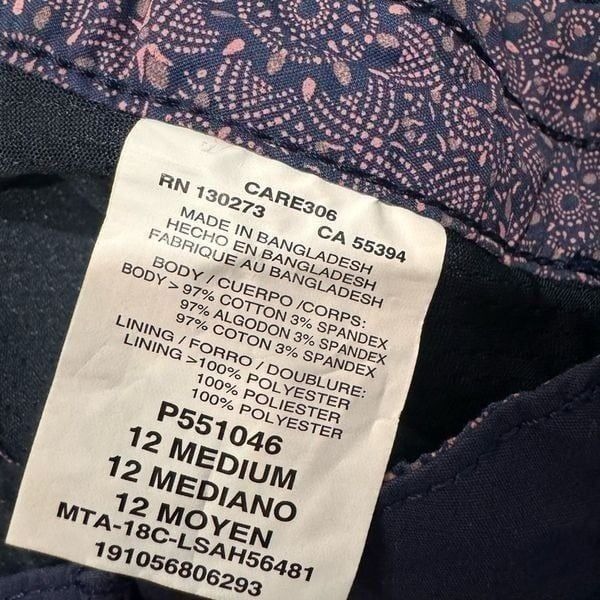 CARE306
RN 130273 CA 55394
MADE IN BANGLADESH
HECHO EN BANGLADESH
FABRIQUE AU BANGLADESH
BODY / CUERPO /CORPS:
BODY > 97% COTTON 3% SPANDEX
97% ALGODON 3% SPANDEX
97% COTON 3% SPANDEX
LINING / FORRO / DOUBLURE:
LINING >100% POLYESTER
100% POLIESTER
100% POLYESTER
P551046
12 MEDIUM
12 MEDIANO
12 MOYEN
MTA-18C-LSAH56481
191056806293